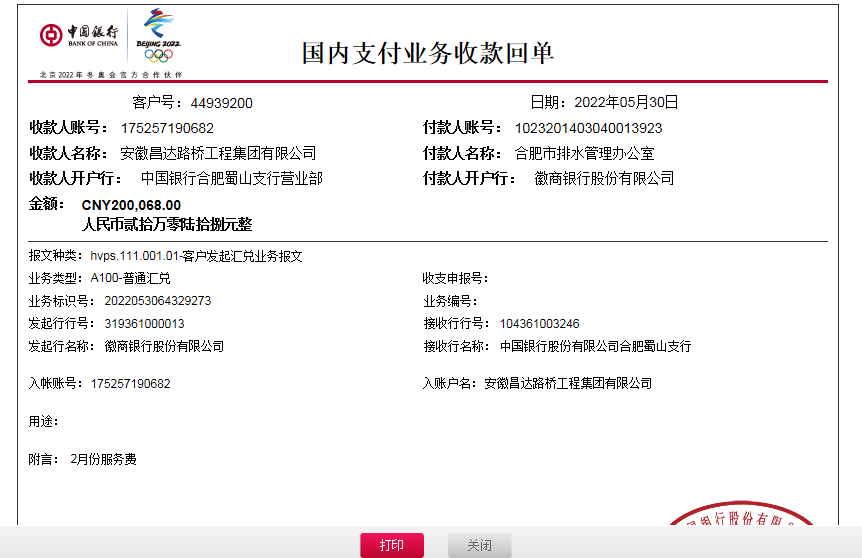 中国银行
BANK OF CHINA
BEIJING 2022
北京2022年冬奥会官方合作伙伴
国内支付业务收款回单
客户号：44939200 日期：2022年05月30日
收款人账号：175257190682 付款人账号：1023201403040013923
收款人名称：安徽昌达路桥工程集团有限公司 付款人名称：合肥市排水管理办公室
收款人开户行：中国银行合肥蜀山支行营业部 付款人开户行：徽商银行股份有限公司
金额：CNY200,068.00
人民币贰拾万零陆拾捌元整
报文种类：hvps.111.001.01-客户发起汇兑业务报文
业务类型：A100-普通汇兑 收支申报号：
业务标识号：2022053064329273 业务编号：
发起行行号：319361000013 接收行行号：104361003246
发起行名称：徽商银行股份有限公司 接收行名称：中国银行股份有限公司合肥蜀山支行
入帐账号：175257190682 入账户名：安徽昌达路桥工程集团有限公司
用途：
附言：2月份服务费
国银行股份有限公
打印 关闭